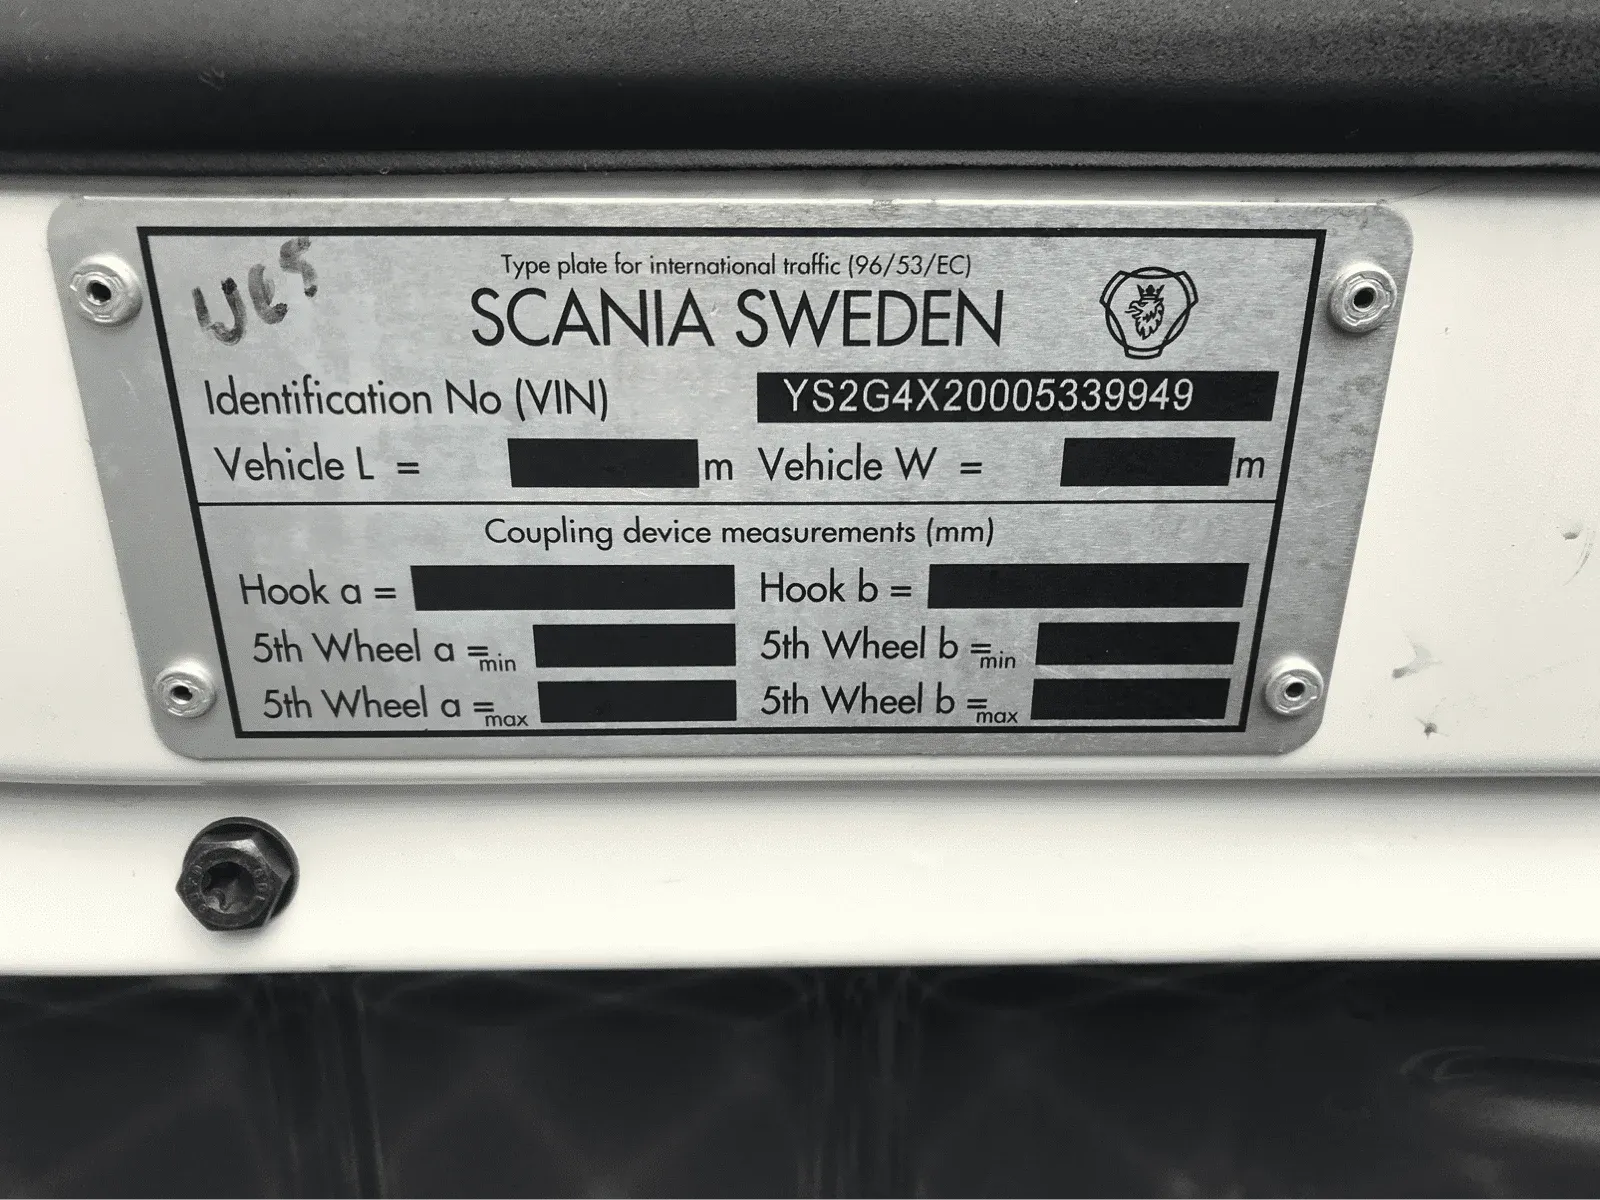 Type plate for international traffic (96/53/EC)
SCANIA SWEDEN
Identification No (VIN) YS2G4X20005339949
Vehicle L = m Vehicle W = m
Coupling device measurements (mm)
Hook a = Hook b =
5th Wheel a =min 5th Wheel b =min
5th Wheel a =max 5th Wheel b =max